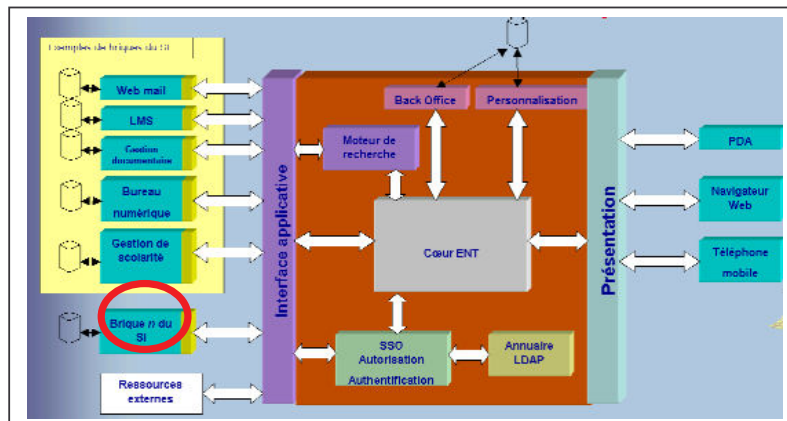 Exemples de briques du SI
Web mail
LMS
Gestion
documentaire
Bureau
numérique
Gestion de
scolarité
Brique n du
SI
Ressources
externes
Interface applicative
Back Office
Personnalisation
Moteur de
recherche
Cœur ENT
SSO
Autorisation
Authentification
Annuaire
LDAP
Présentation
PDA
Navigateur
Web
Téléphone
mobile